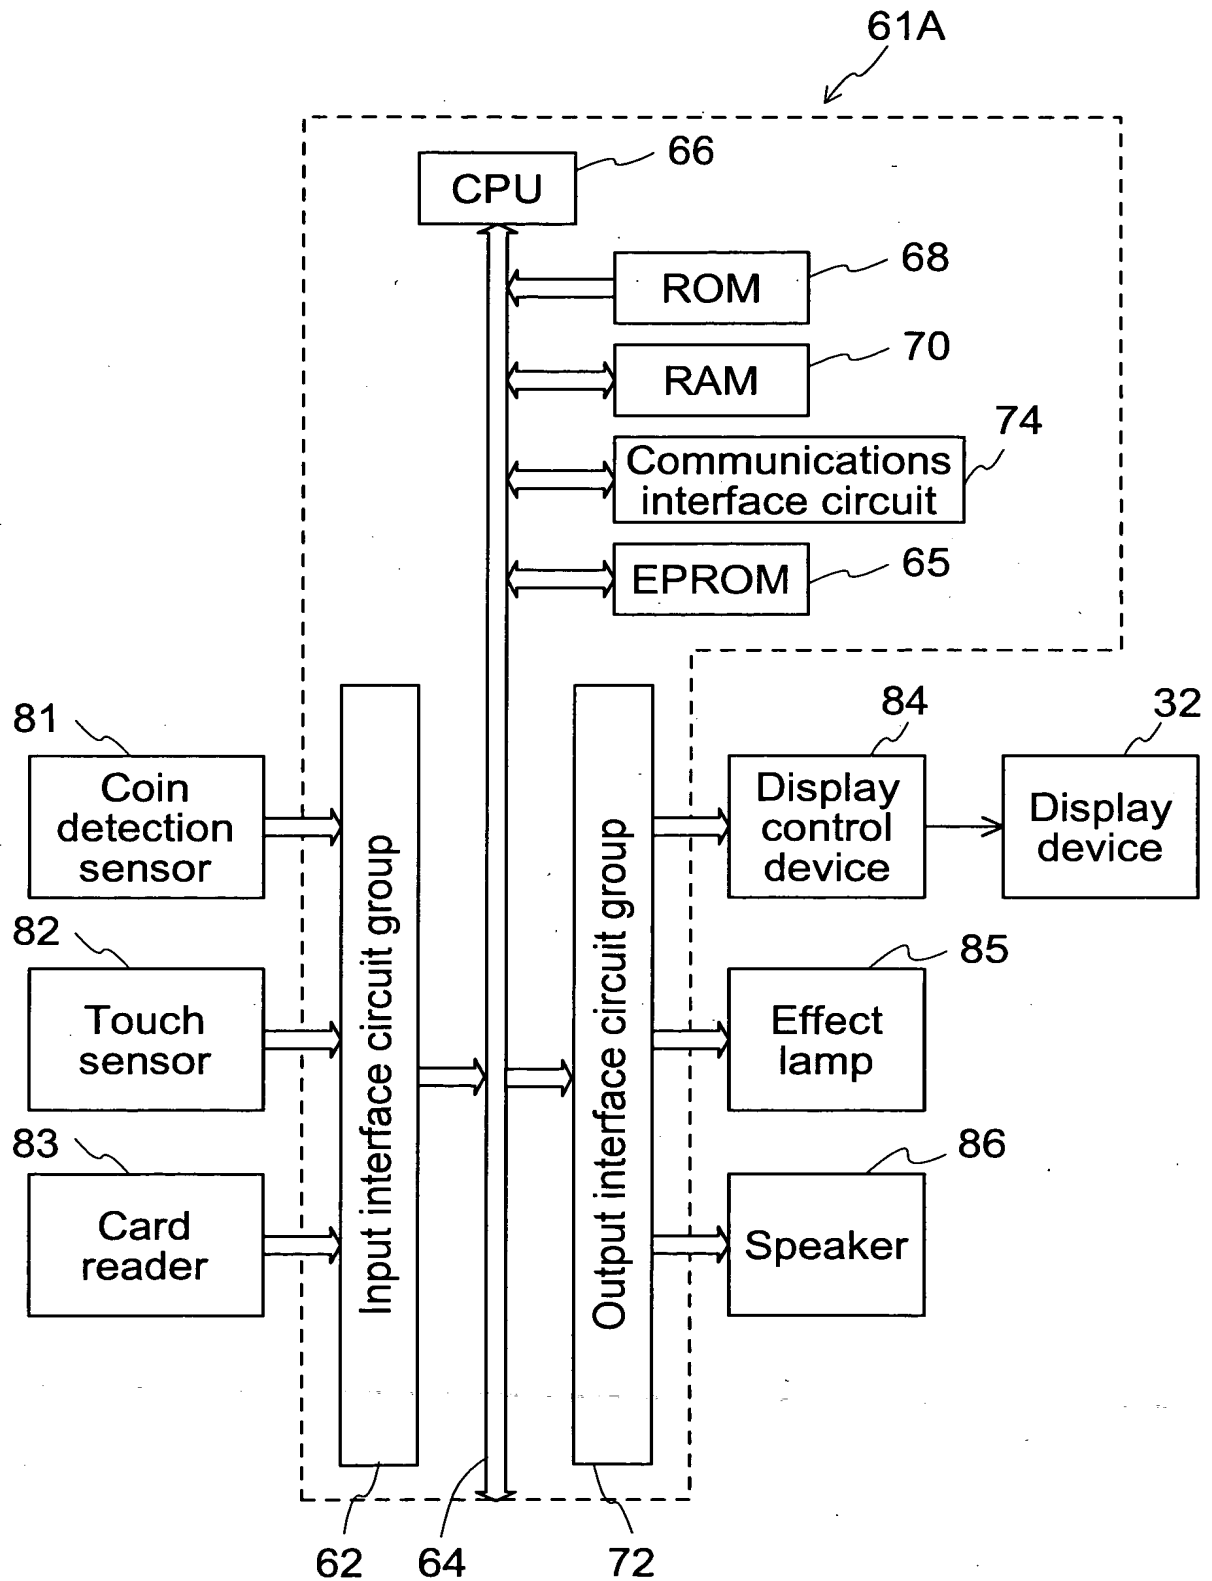 61A
66
CPU
68
ROM
70
RAM
74
Communications
interface circuit
65
EPROM
81
Coin
detection
sensor
84
Display
control
device
32
Display
device
82
Touch
sensor
85
Effect
lamp
83
Card
reader
86
Speaker
Input interface circuit group
Output interface circuit group
62
64
72